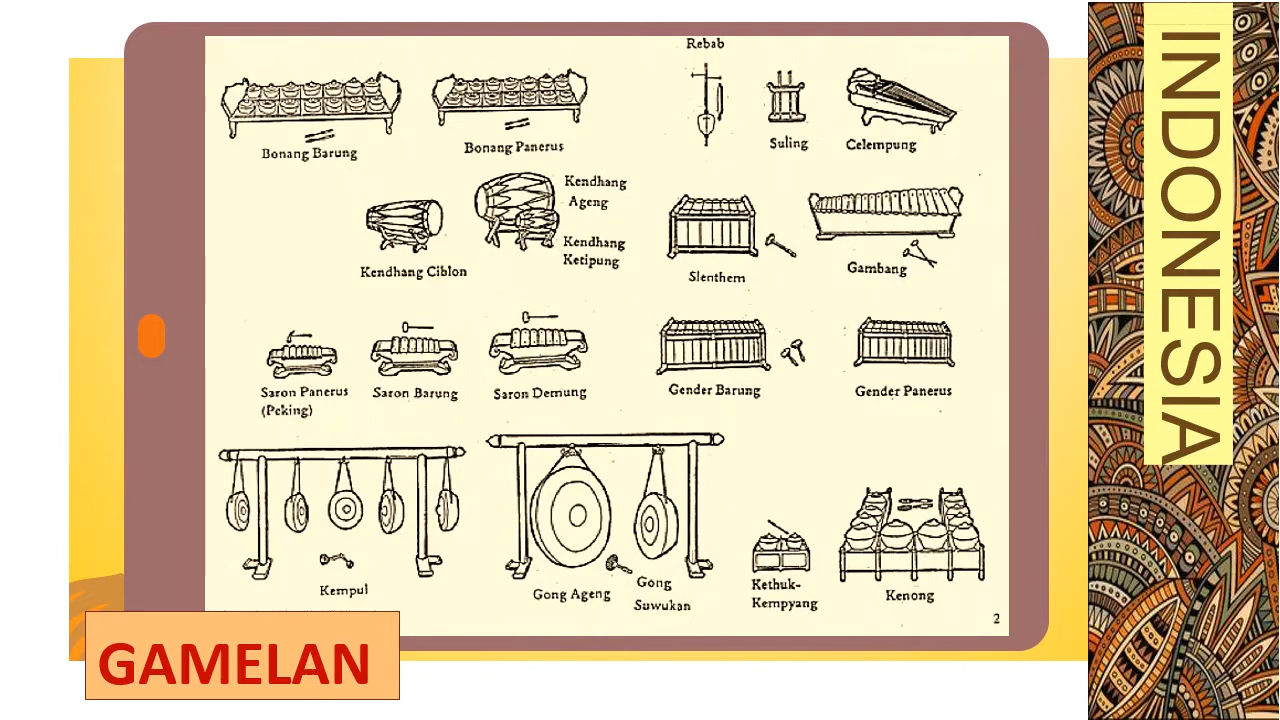 Rebab
Bonang Barung
Bonang Panerus
Suling
Celempung
Kendhang
Ageng
Kendhang
Ketipung
Kendhang Ciblon
Slenthem
Gambang
Saron Panerus
(Peking)
Saron Barung
Saron Demung
Gender Barung
Gender Panerus
Kempul
Gong Ageng
Gong
Suwukan
Kethuk-
Kempyang
Kenong
2
GAMELAN
INDONESIA